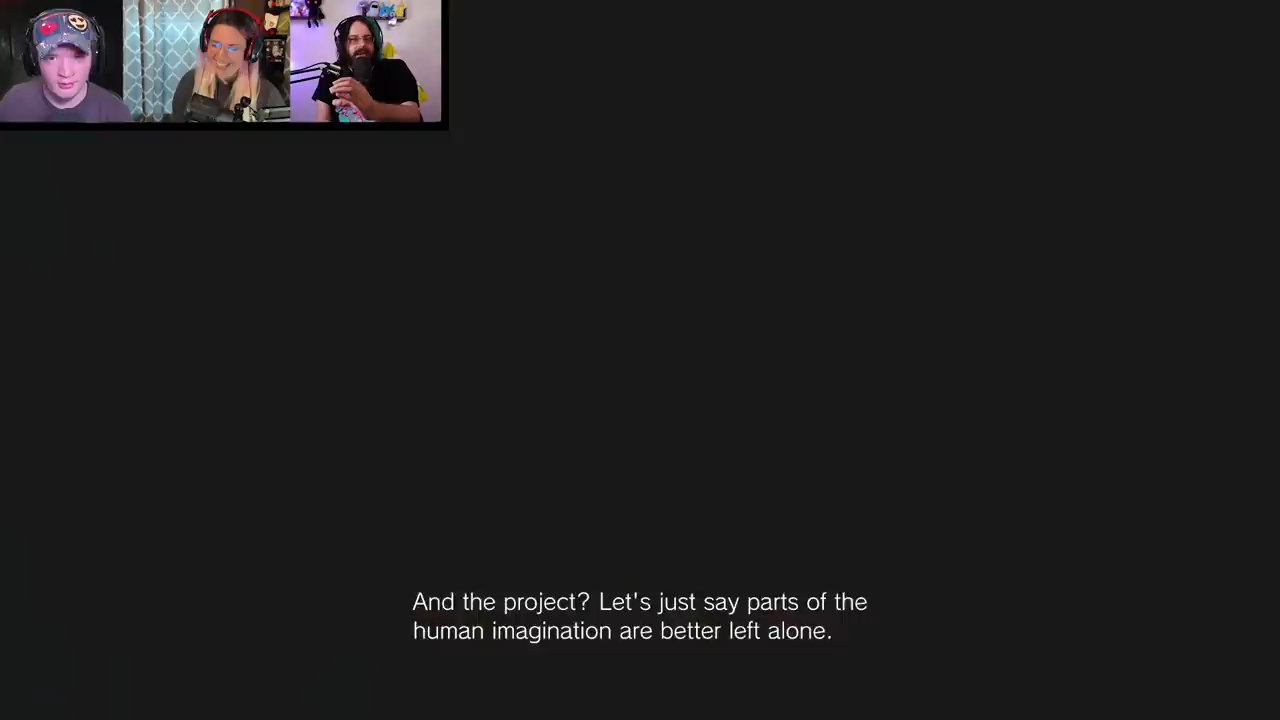 And the project? Let's just say parts of the
human imagination are better left alone.